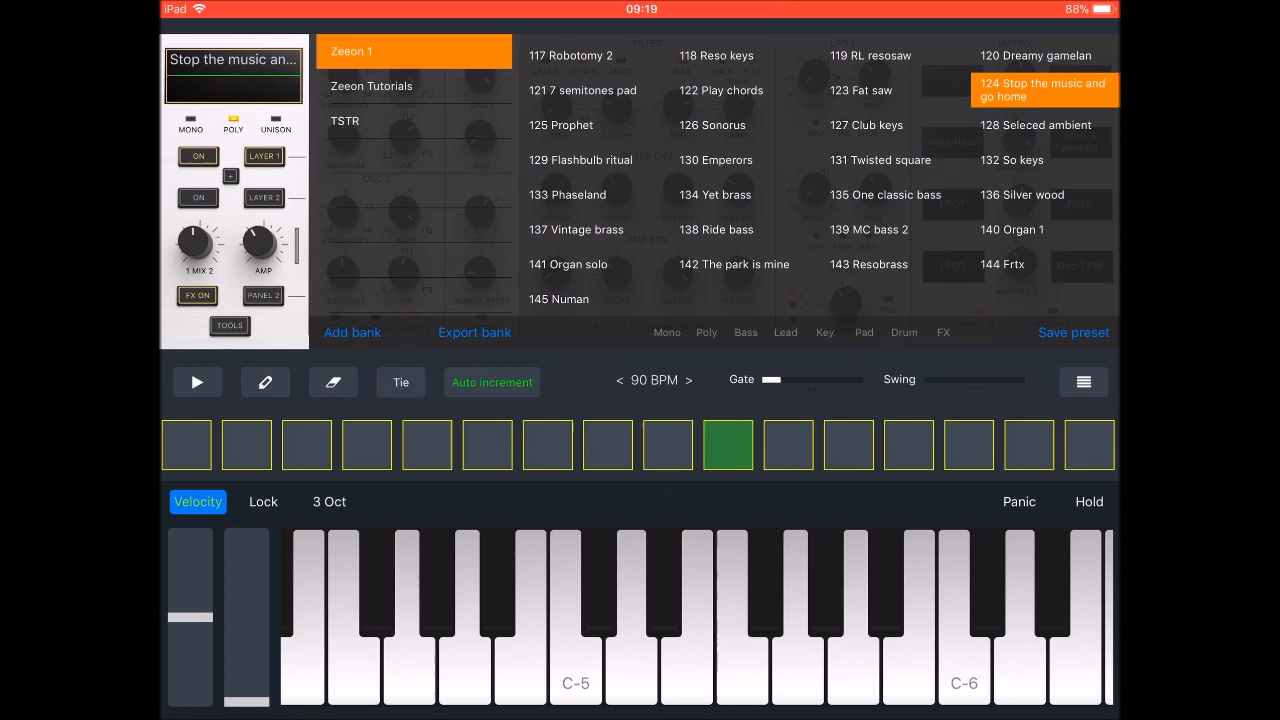 iPad
09:19
88%
Stop the music an...
MONO
POLY
UNISON
ON
LAYER 1
+
ON
LAYER 2
1 MIX 2
AMP
FX ON
PANEL 2
TOOLS
Zeeon 1
Zeeon Tutorials
TSTR
117 Robotomy 2
118 Reso keys
119 RL resosaw
120 Dreamy gamelan
121 7 semitones pad
122 Play chords
123 Fat saw
124 Stop the music and
go home
125 Prophet
126 Sonorus
127 Club keys
128 Seleced ambient
129 Flashbulb ritual
130 Emperors
131 Twisted square
132 So keys
133 Phaseland
134 Yet brass
135 One classic bass
136 Silver wood
137 Vintage brass
138 Ride bass
139 MC bass 2
140 Organ 1
141 Organ solo
142 The park is mine
143 Resobrass
144 Frtx
145 Numan
Add bank
Export bank
Mono
Poly
Bass
Lead
Key
Pad
Drum
FX
Save preset
Tie
Auto increment
< 90 BPM >
Gate
Swing
Velocity
Lock
3 Oct
Panic
Hold
C-5
C-6